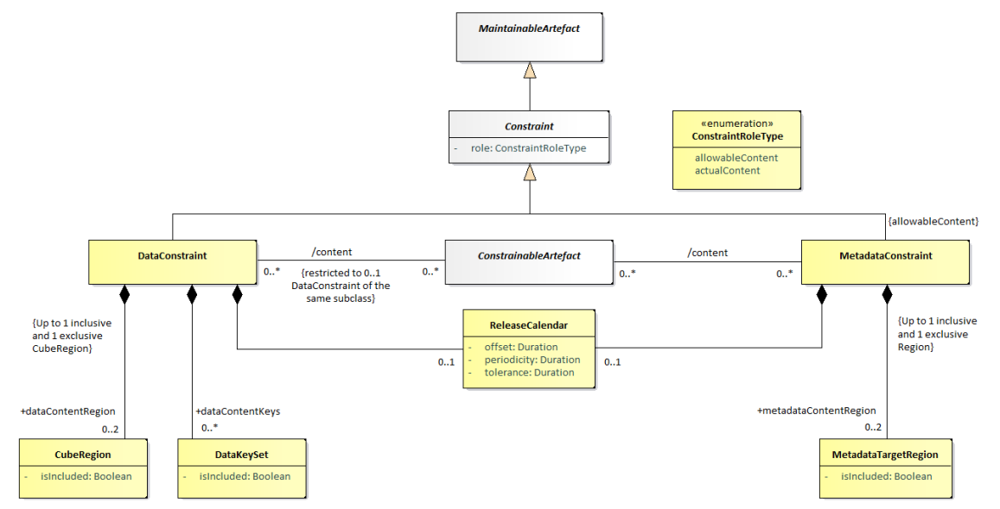 MaintainableArtefact
Constraint
- role: ConstraintRoleType
«enumeration»
ConstraintRoleType
allowableContent
actualContent
{allowableContent}
DataConstraint
/content
0..*
0..*
{restricted to 0..1
DataConstraint of the
same subclass}
ConstrainableArtefact
/content
0..*
0..*
MetadataConstraint
{Up to 1 inclusive
and 1 exclusive
CubeRegion}
ReleaseCalendar
- offset: Duration
- periodicity: Duration
- tolerance: Duration
0..1
0..1
{Up to 1 inclusive
and 1 exclusive
Region}
+dataContentRegion
0..2
+dataContentKeys
0..*
+metadataContentRegion
0..2
CubeRegion
- isIncluded: Boolean
DataKeySet
- isIncluded: Boolean
MetadataTargetRegion
- isIncluded: Boolean